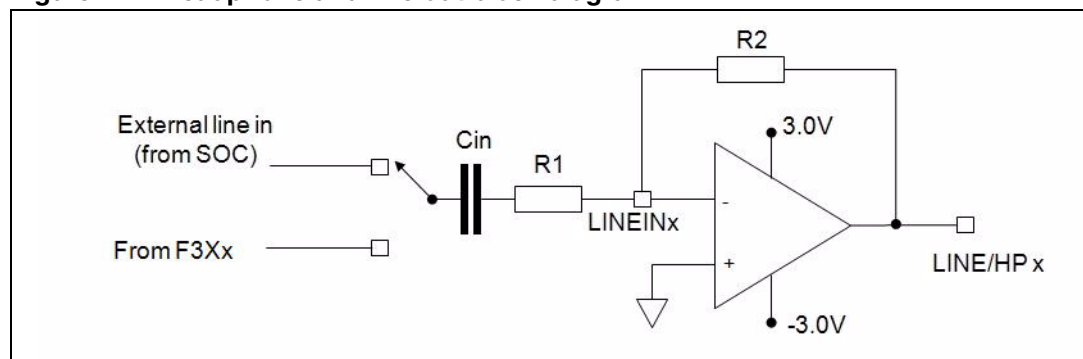 R2
External line in
(from SOC)
Cin
3.0V
R1
-
LINEINx
From F3Xx
+
LINE/HP x
-3.0V